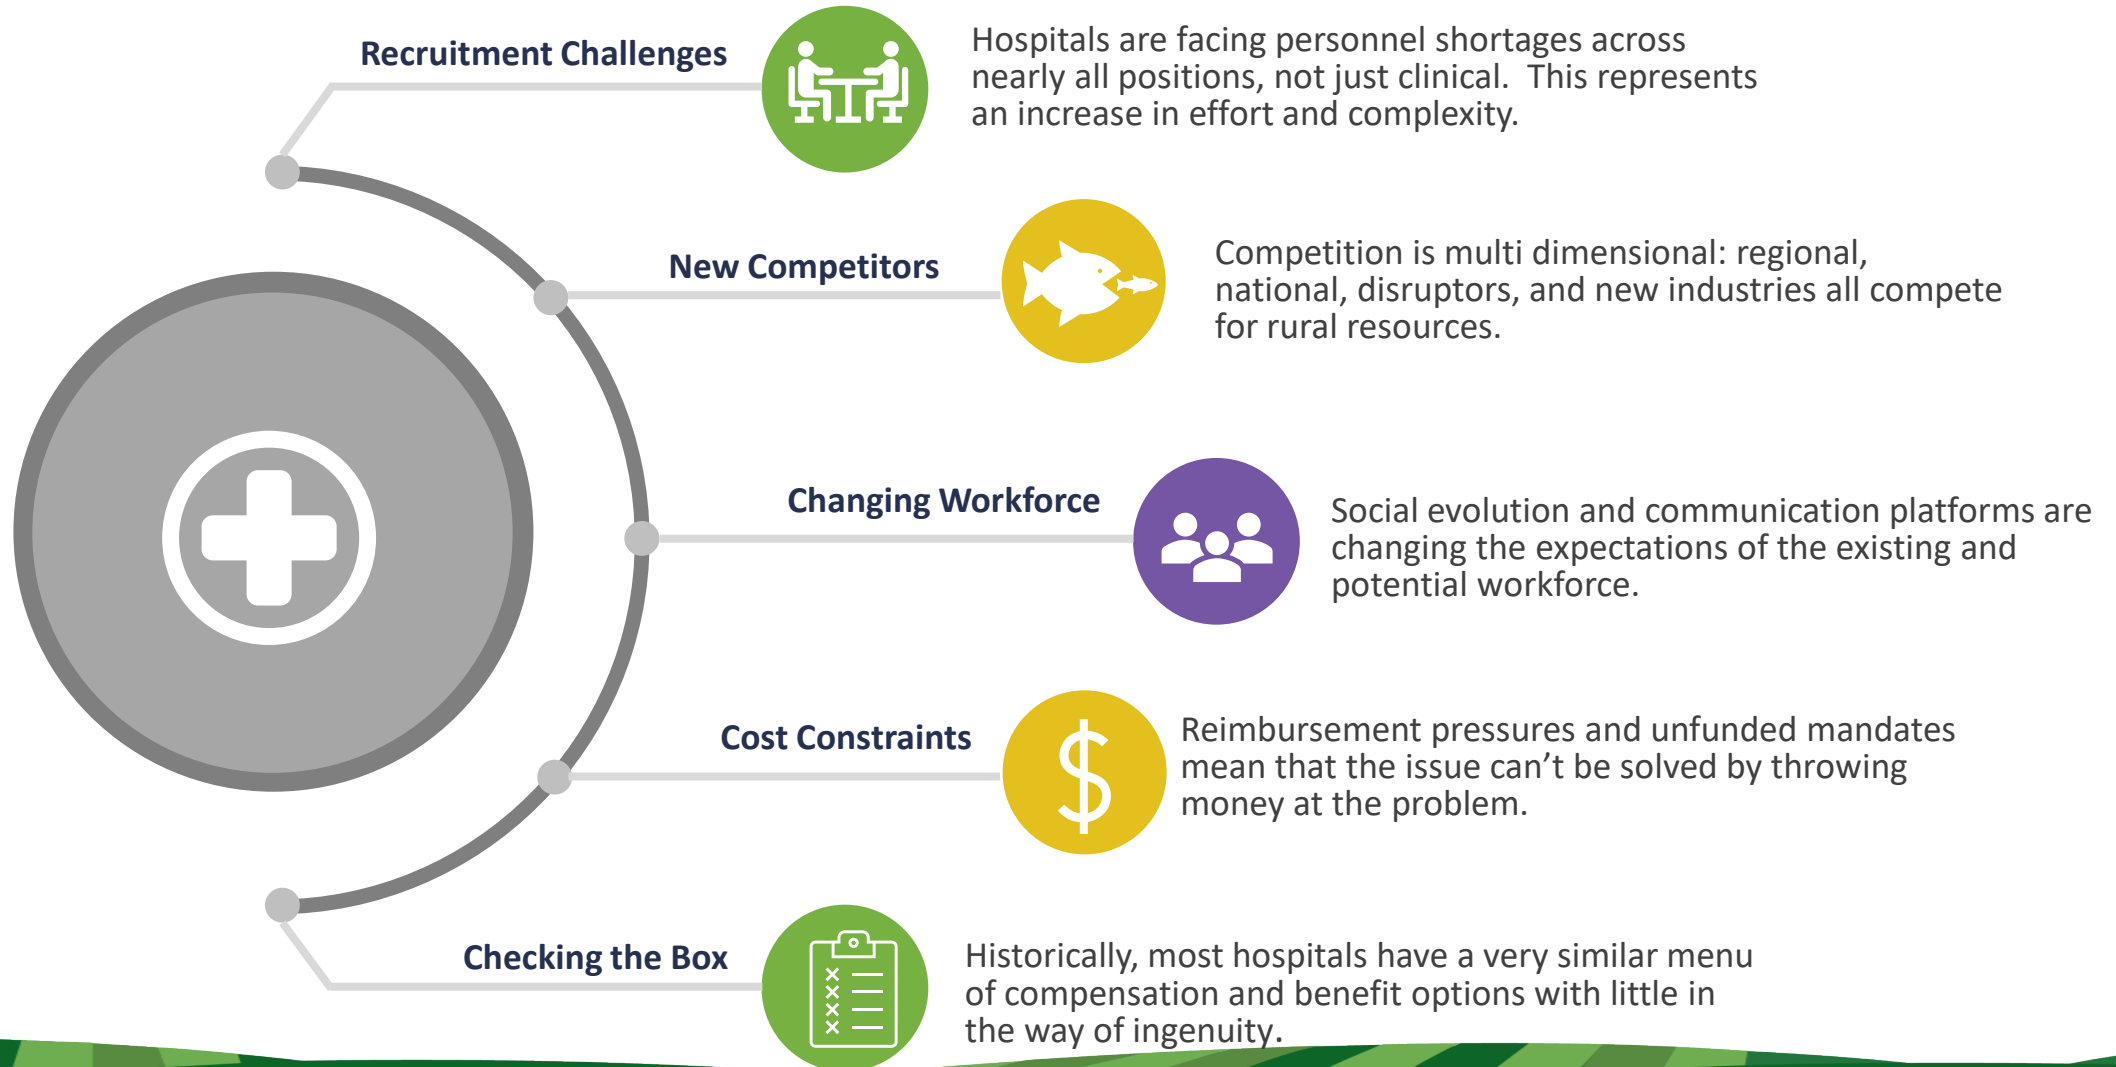 Recruitment Challenges
Hospitals are facing personnel shortages across
nearly all positions, not just clinical.  This represents
an increase in effort and complexity.
New Competitors
Competition is multi dimensional: regional,
national, disruptors, and new industries all compete
for rural resources.
Changing Workforce
Social evolution and communication platforms are
changing the expectations of the existing and
potential workforce.
Cost Constraints
Reimbursement pressures and unfunded mandates
mean that the issue can’t be solved by throwing
money at the problem.
Checking the Box
Historically, most hospitals have a very similar menu
of compensation and benefit options with little in
the way of ingenuity.